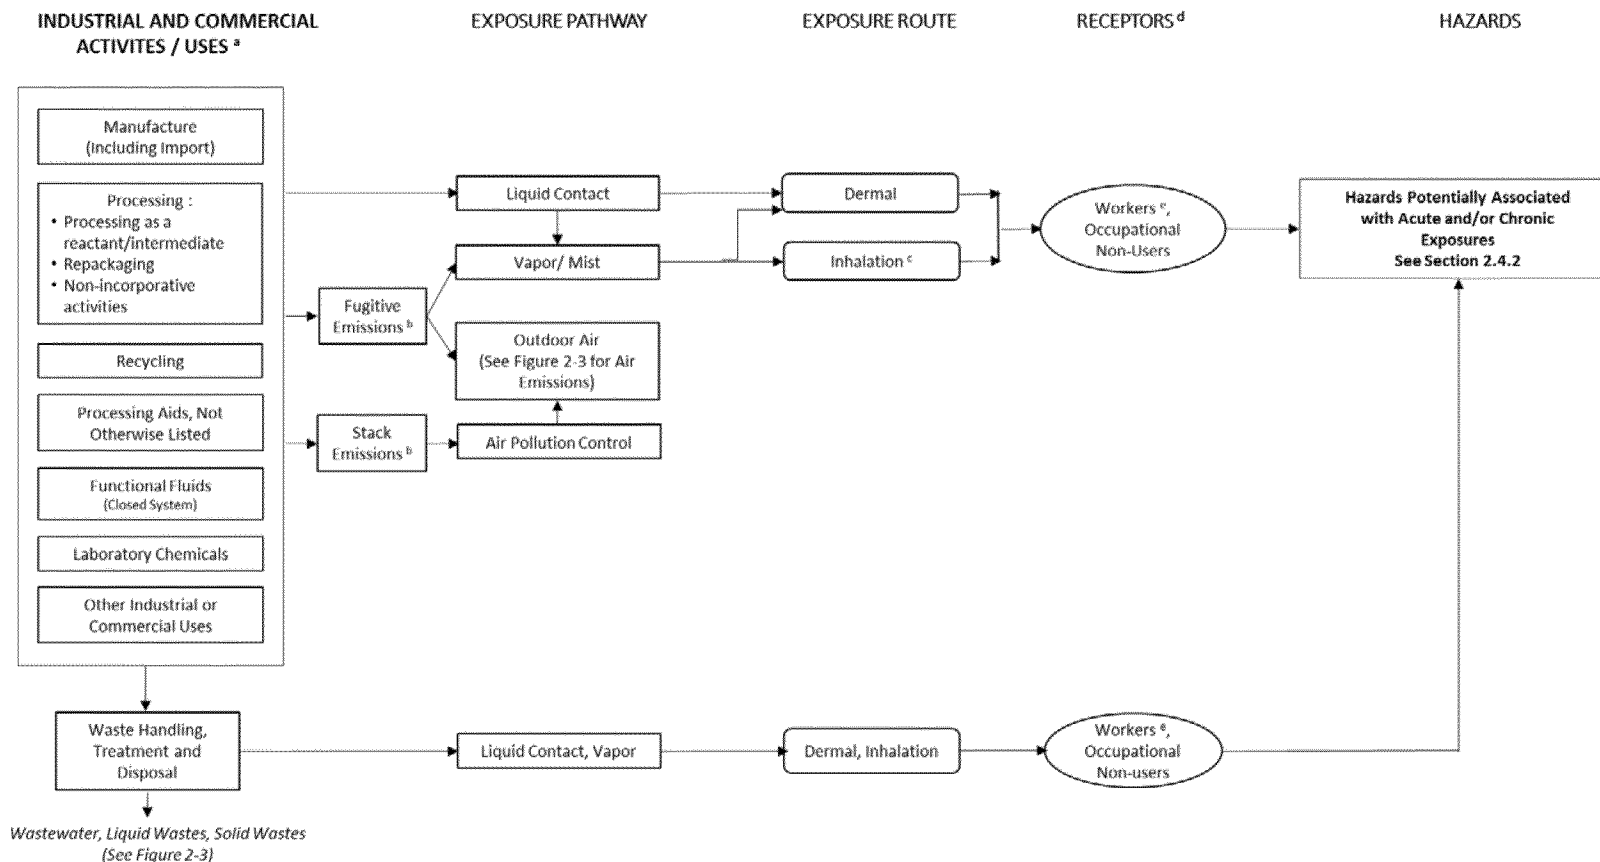 INDUSTRIAL AND COMMERCIAL
ACTIVITES / USES ª
EXPOSURE PATHWAY
EXPOSURE ROUTE
RECEPTORS ᵈ
HAZARDS
Manufacture
(Including Import)
Processing :
• Processing as a
reactant/intermediate
• Repackaging
• Non-incorporative
activities
Recycling
Processing Aids, Not
Otherwise Listed
Functional Fluids
(Closed System)
Laboratory Chemicals
Other Industrial or
Commercial Uses
Fugitive
Emissions ᵇ
Stack
Emissions ᵇ
Liquid Contact
Vapor/ Mist
Outdoor Air
(See Figure 2-3 for Air
Emissions)
Air Pollution Control
Dermal
Inhalation ᶜ
Workers ᵉ,
Occupational
Non-Users
Hazards Potentially Associated
with Acute and/or Chronic
Exposures
See Section 2.4.2
Waste Handling,
Treatment and
Disposal
Liquid Contact, Vapor
Dermal, Inhalation
Workers ᵉ,
Occupational
Non-users
Wastewater, Liquid Wastes, Solid Wastes
(See Figure 2-3)